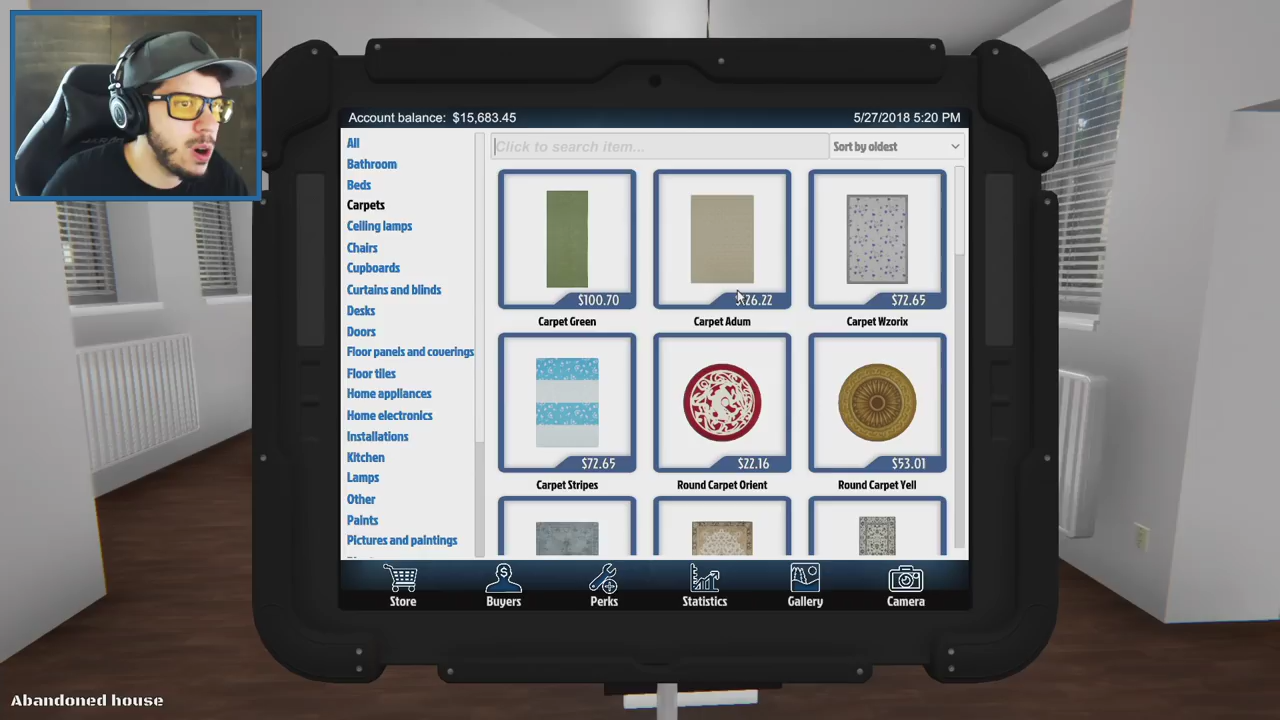 Account balance: $15,683.45
5/27/2018 5:20 PM
All
Bathroom
Beds
Carpets
Ceiling lamps
Chairs
Cupboards
Curtains and blinds
Desks
Doors
Floor panels and coverings
Floor tiles
Home appliances
Home electronics
Installations
Kitchen
Lamps
Other
Paints
Pictures and paintings
Click to search item...
Sort by oldest
$100.70
Carpet Green
Carpet Adum
$72.65
Carpet Wzorix
$72.65
Carpet Stripes
$22.16
Round Carpet Orient
$53.01
Round Carpet Yell
Store
Buyers
Perks
Statistics
Gallery
Camera
Abandoned house